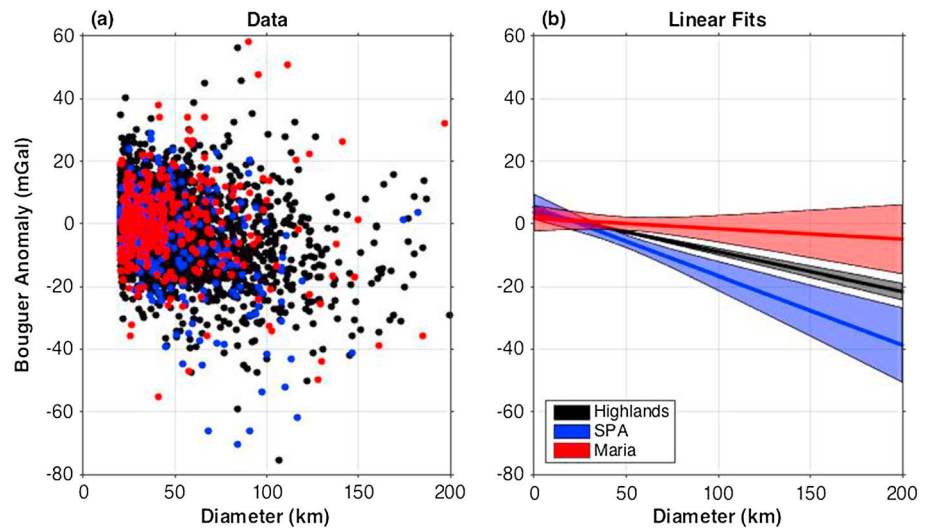 (a) Data
60
40
20
0
-20
-40
-60
-80
0 50 100 150 200
Diameter (km)
Bouguer Anomaly (mGal)
(b) Linear Fits
60
40
20
0
-20
-40
-60
-80
0 50 100 150 200
Diameter (km)
Highlands
SPA
Maria